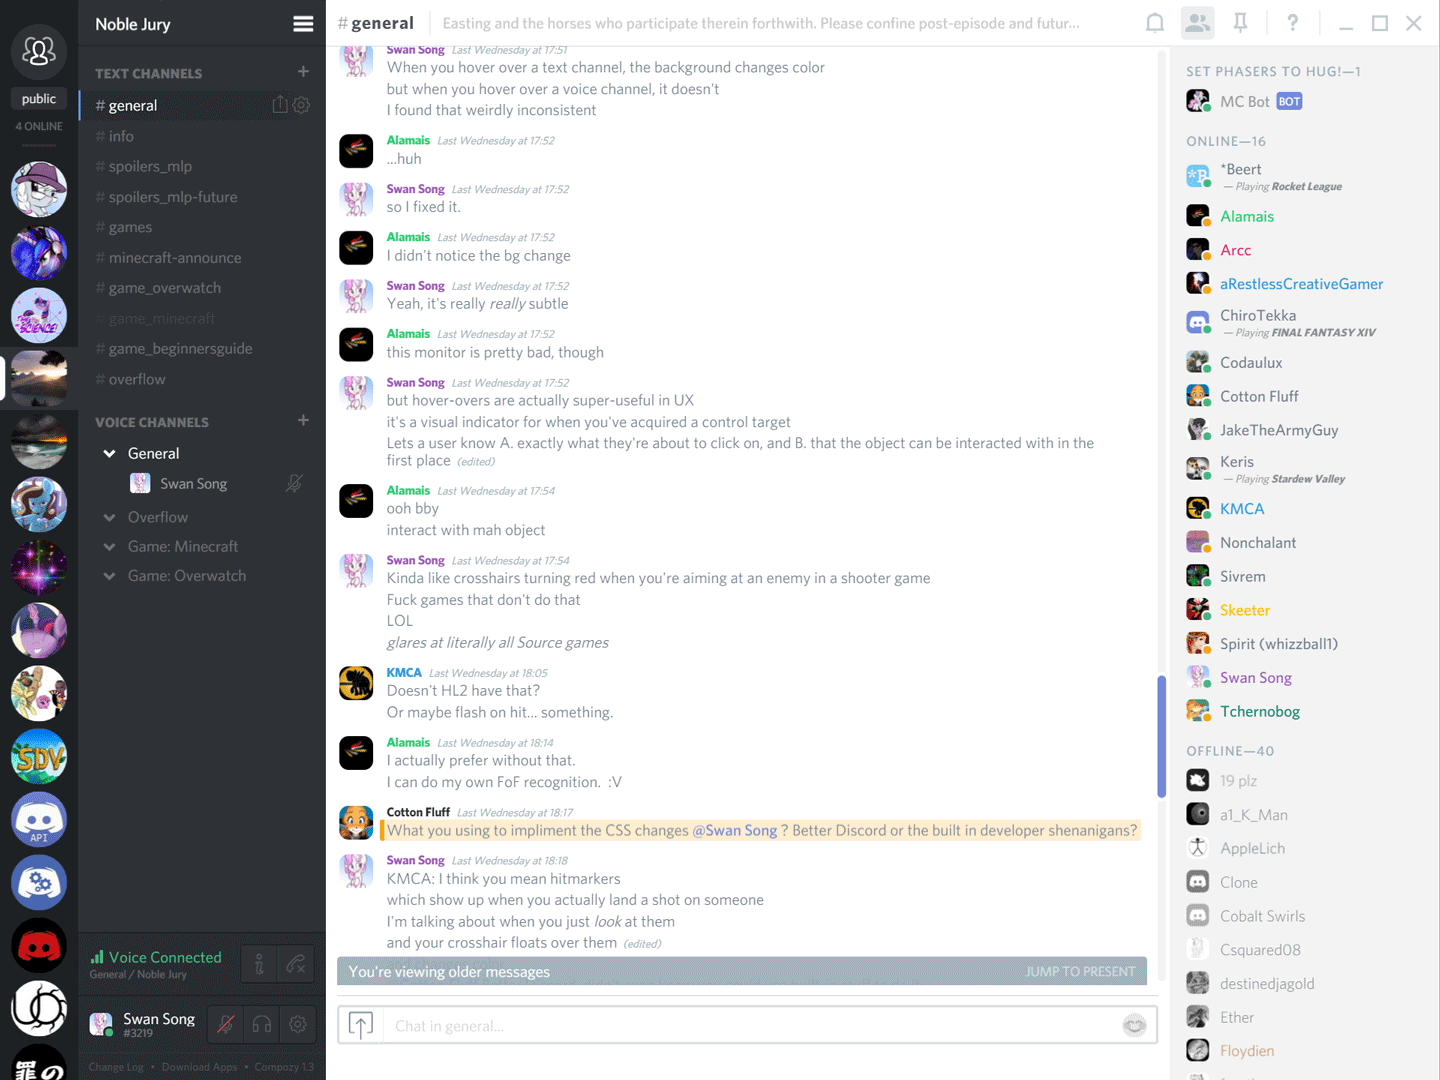 Noble Jury
public
4 ONLINE
SCIENCE!
SDV
API
罪の
TEXT CHANNELS
# general
# info
# spoilers_mlp
# spoilers_mlp-future
# games
# minecraft-announce
# game_overwatch
# game_minecraft
# game_beginnersguide
# overflow
VOICE CHANNELS
General
Swan Song
Overflow
Game: Minecraft
Game: Overwatch
Voice Connected
General / Noble Jury
Swan Song
#3219
Change Log • Download Apps • Compozy 1.3
# general
Easting and the horses who participate therein forthwith. Please confine post-episode and futur...
Swan Song Last Wednesday at 17:51
When you hover over a text channel, the background changes color
but when you hover over a voice channel, it doesn't
I found that weirdly inconsistent
Alamais Last Wednesday at 17:52
...huh
Swan Song Last Wednesday at 17:52
so I fixed it.
Alamais Last Wednesday at 17:52
I didn't notice the bg change
Swan Song Last Wednesday at 17:52
Yeah, it's really really subtle
Alamais Last Wednesday at 17:52
this monitor is pretty bad, though
Swan Song Last Wednesday at 17:52
but hover-overs are actually super-useful in UX
it's a visual indicator for when you've acquired a control target
Lets a user know A. exactly what they're about to click on, and B. that the object can be interacted with in the
first place (edited)
Alamais Last Wednesday at 17:54
ooh bby
interact with mah object
Swan Song Last Wednesday at 17:54
Kinda like crosshairs turning red when you're aiming at an enemy in a shooter game
Fuck games that don't do that
LOL
glares at literally all Source games
KMCA Last Wednesday at 18:05
Doesn't HL2 have that?
Or maybe flash on hit... something.
Alamais Last Wednesday at 18:14
I actually prefer without that.
I can do my own FoF recognition. :V
Cotton Fluff Last Wednesday at 18:17
What you using to impliment the CSS changes @Swan Song ? Better Discord or the built in developer shenanigans?
Swan Song Last Wednesday at 18:18
KMCA: I think you mean hitmarkers
which show up when you actually land a shot on someone
I'm talking about when you just look at them
and your crosshair floats over them (edited)
and changes color
You're viewing older messages
JUMP TO PRESENT
Chat in general...
SET PHASERS TO HUG!—1
MC Bot BOT
ONLINE—16
*Beert
— Playing Rocket League
Alamais
Arcc
aRestlessCreativeGamer
ChiroTekka
— Playing FINAL FANTASY XIV
Codaulux
Cotton Fluff
JakeTheArmyGuy
Keris
— Playing Stardew Valley
KMCA
Nonchalant
Sivrem
Skeeter
Spirit (whizzball1)
Swan Song
Tchernobog
OFFLINE—40
19 plz
a1_K_Man
AppleLich
Clone
Cobalt Swirls
Csquared08
destinedjagold
Ether
Floydien